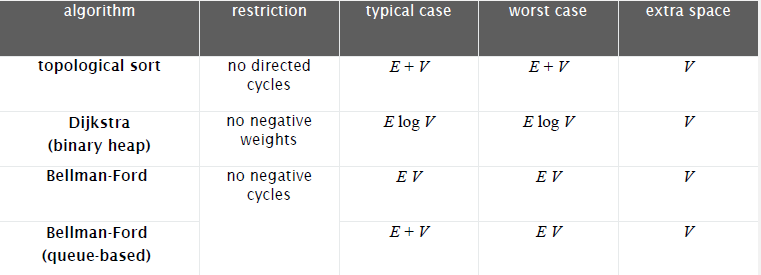 algorithm restriction typical case worst case extra space
topological sort no directed cycles E + V E + V V
Dijkstra (binary heap) no negative weights E log V E log V V
Bellman-Ford no negative cycles E V E V V
Bellman-Ford (queue-based) E + V E V V